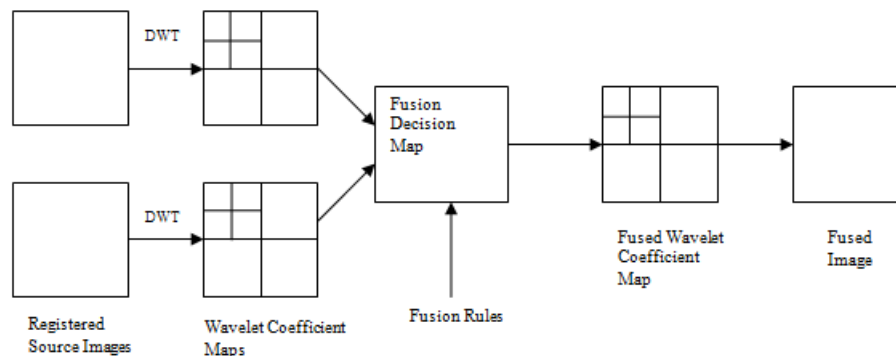 DWT
Fusion
Decision
Map
DWT
Registered
Source Images
Wavelet Coefficient
Maps
Fusion Rules
Fused Wavelet
Coefficient
Map
Fused
Image